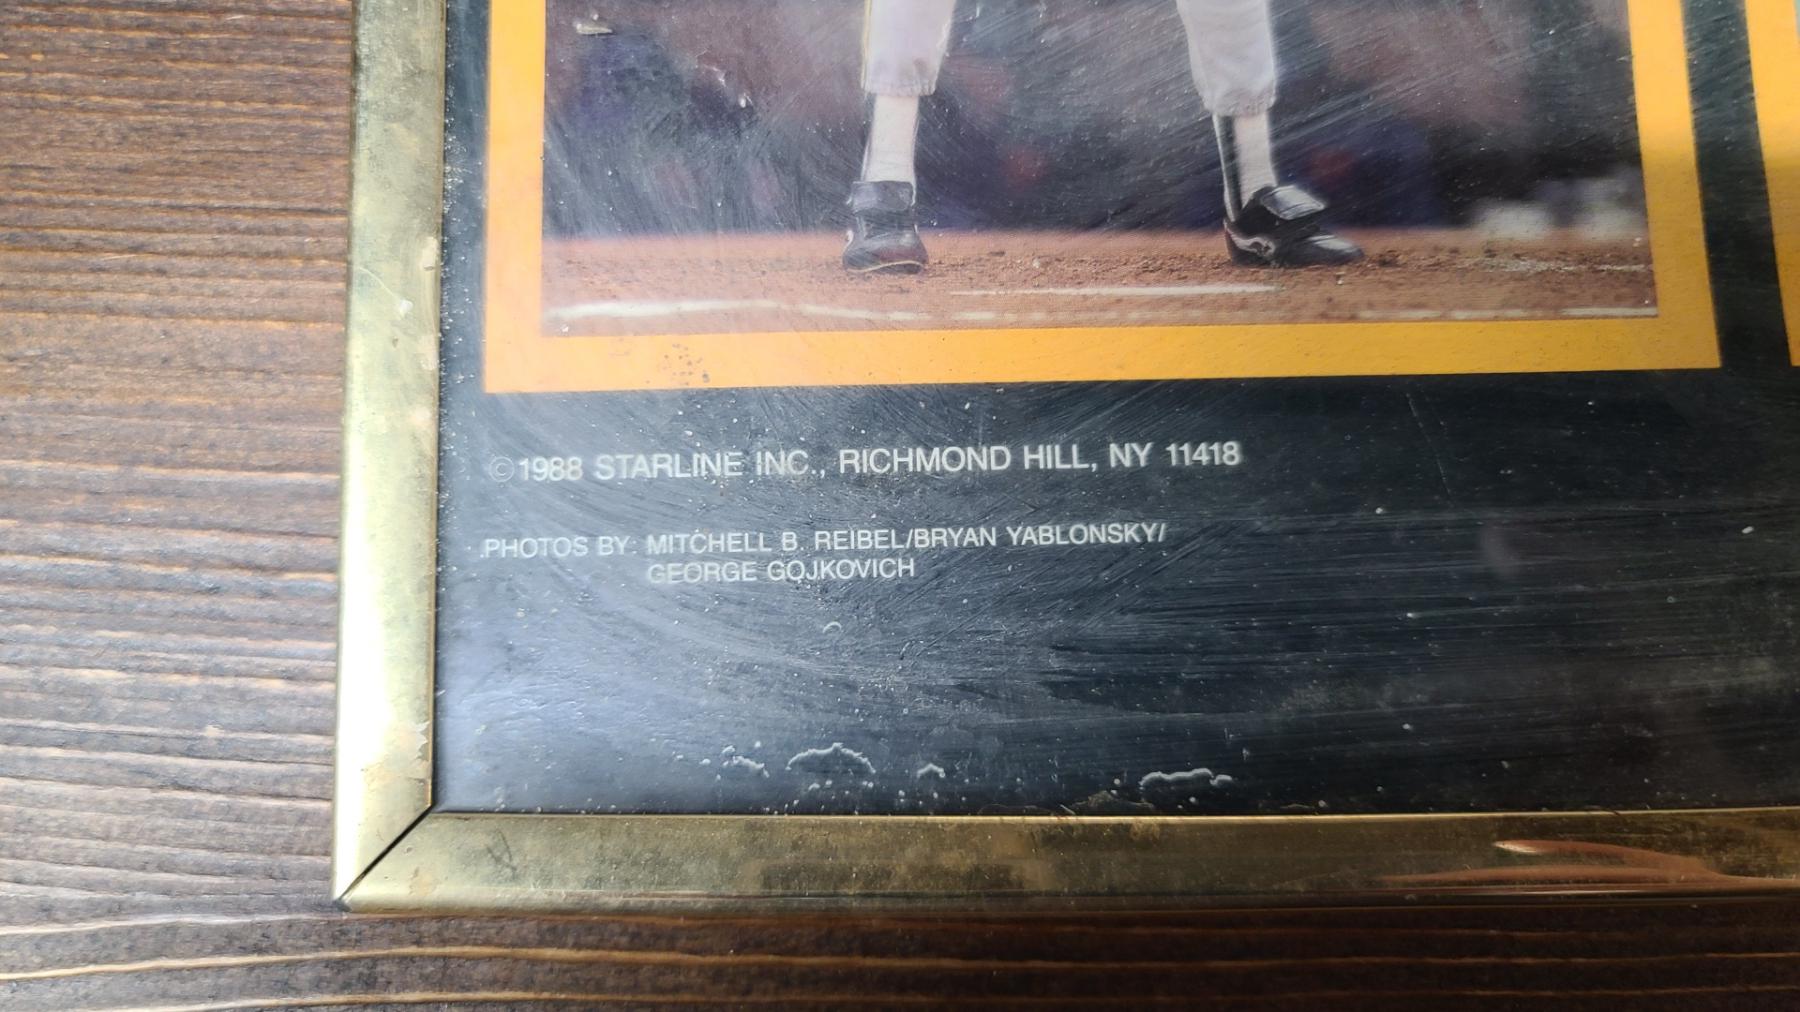 ©1988 STARLINE INC., RICHMOND HILL, NY 11418
PHOTOS BY: MITCHELL B. REIBEL/BRYAN YABLONSKY/
GEORGE GOJKOVICH